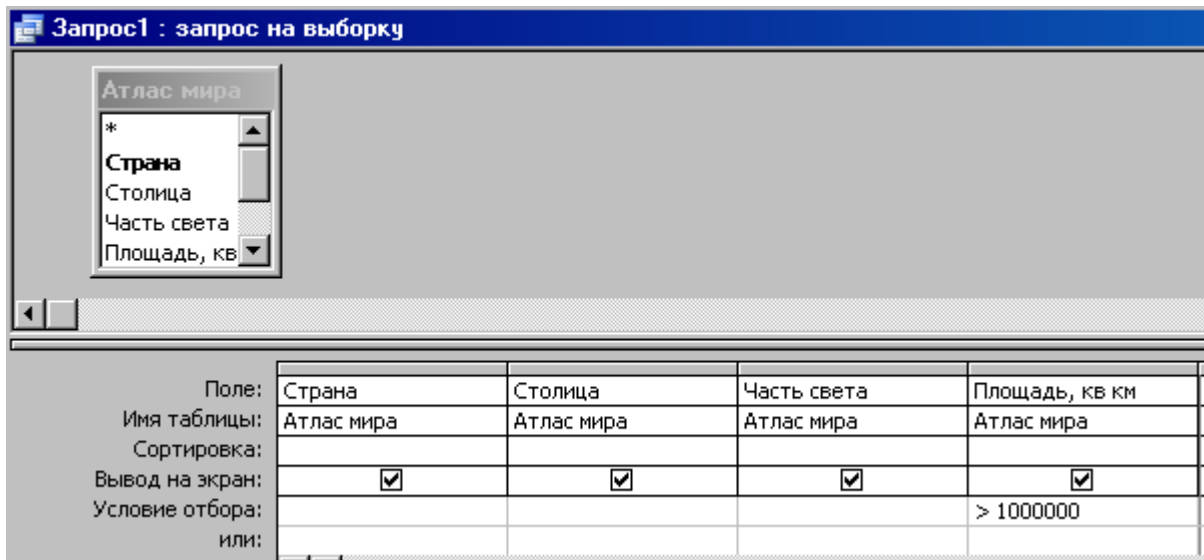 Запрос1 : запрос на выборку
Атлас мира
*
Страна
Столица
Часть света
Площадь, кв
Поле: Страна Столица Часть света Площадь, кв км
Имя таблицы: Атлас мира Атлас мира Атлас мира Атлас мира
Сортировка:
Вывод на экран:
Условие отбора: > 1000000
или: